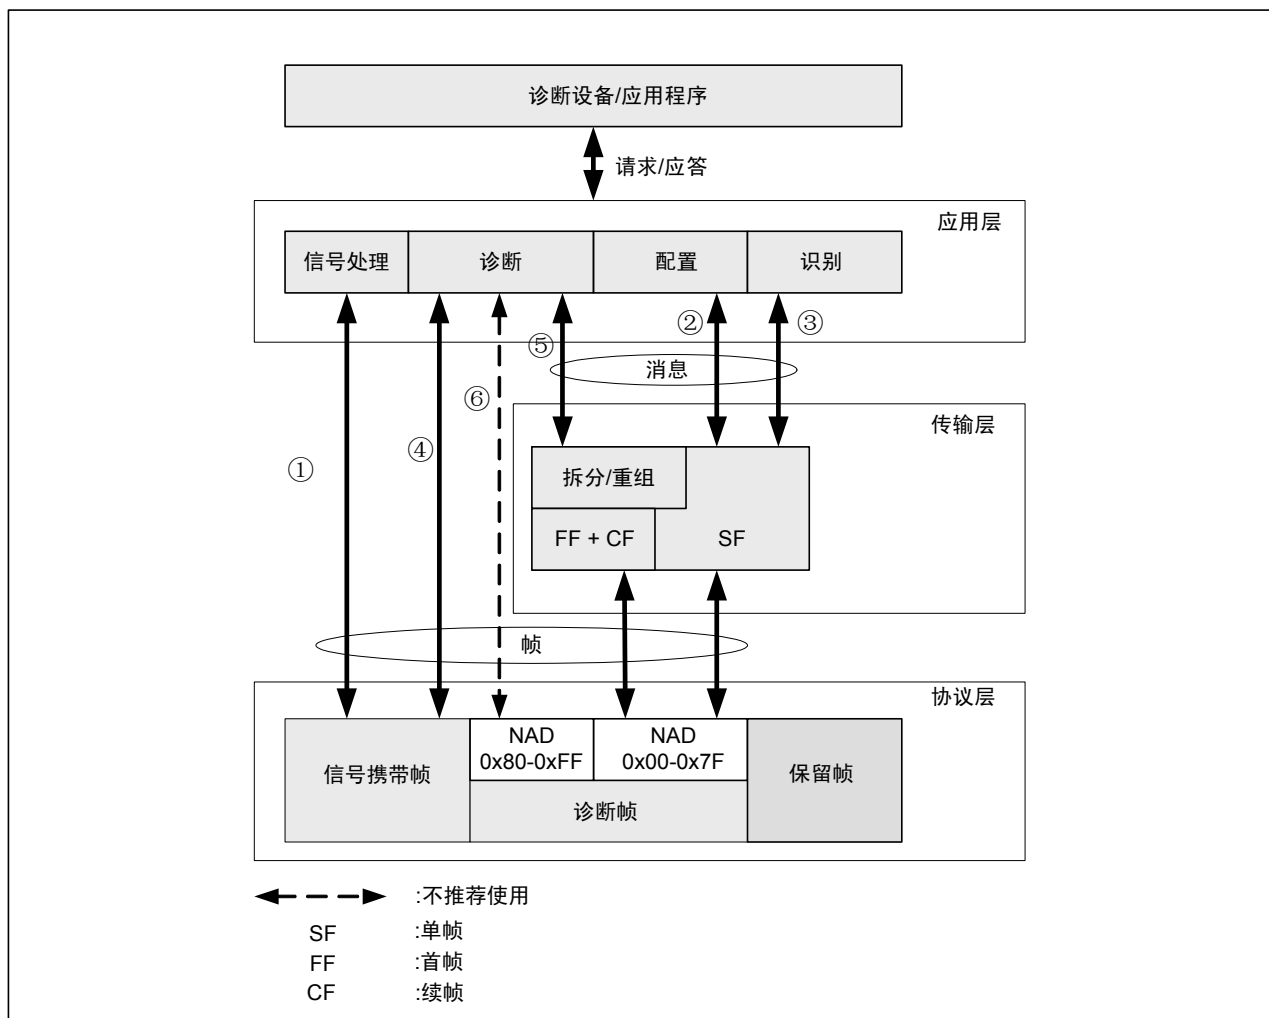 诊断设备/应用程序
请求/应答
应用层
信号处理
诊断
配置
识别
②
③
⑤
消息
⑥
传输层
④
①
拆分/重组
FF + CF
SF
帧
协议层
信号携带帧
NAD
0x80-0xFF
NAD
0x00-0x7F
保留帧
诊断帧
:不推荐使用
SF :单帧
FF :首帧
CF :续帧